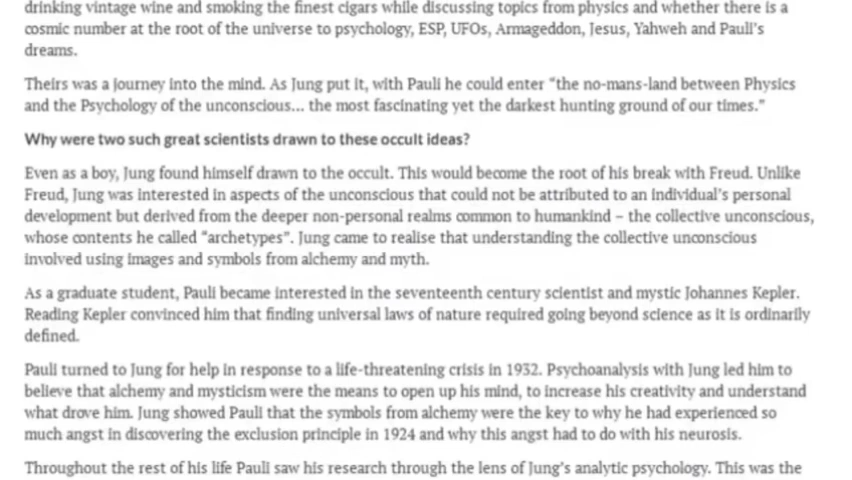 drinking vintage wine and smoking the finest cigars while discussing topics from physics and whether there is a
cosmic number at the root of the universe to psychology, ESP, UFOs, Armageddon, Jesus, Yahweh and Pauli's
dreams.
Theirs was a journey into the mind. As Jung put it, with Pauli he could enter "the no-mans-land between Physics
and the Psychology of the unconscious... the most fascinating yet the darkest hunting ground of our times."
Why were two such great scientists drawn to these occult ideas?
Even as a boy, Jung found himself drawn to the occult. This would become the root of his break with Freud. Unlike
Freud, Jung was interested in aspects of the unconscious that could not be attributed to an individual's personal
development but derived from the deeper non-personal realms common to humankind – the collective unconscious,
whose contents he called "archetypes". Jung came to realise that understanding the collective unconscious
involved using images and symbols from alchemy and myth.
As a graduate student, Pauli became interested in the seventeenth century scientist and mystic Johannes Kepler.
Reading Kepler convinced him that finding universal laws of nature required going beyond science as it is ordinarily
defined.
Pauli turned to Jung for help in response to a life-threatening crisis in 1932. Psychoanalysis with Jung led him to
believe that alchemy and mysticism were the means to open up his mind, to increase his creativity and understand
what drove him. Jung showed Pauli that the symbols from alchemy were the key to why he had experienced so
much angst in discovering the exclusion principle in 1924 and why this angst had to do with his neurosis.
Throughout the rest of his life Pauli saw his research through the lens of Jung's analytic psychology. This was the